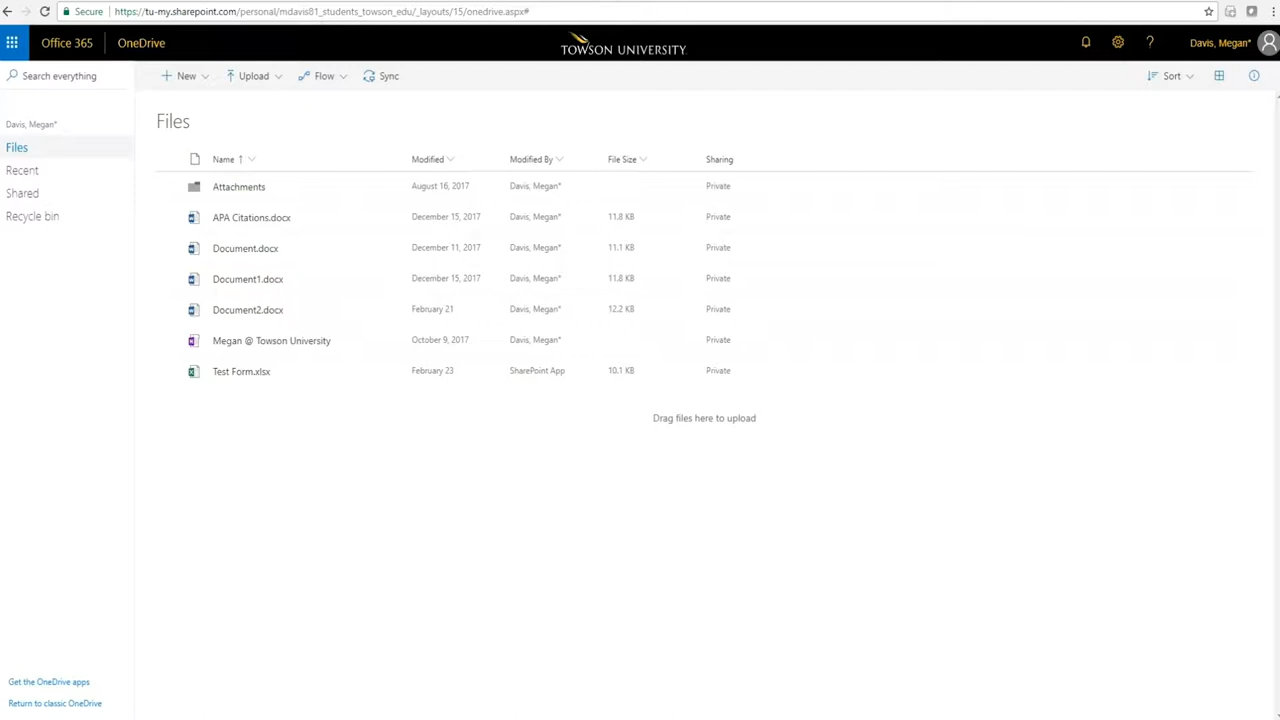 Secure https://tu-my.sharepoint.com/personal/mdavis81_students_towson_edu/_layouts/15/onedrive.aspx#
Office 365 OneDrive TOWSON UNIVERSITY ? Davis, Megan*
Search everything New Upload Flow Sync Sort
Davis, Megan*
Files
Recent
Shared
Recycle bin
Files
Name Modified Modified By File Size Sharing
Attachments August 16, 2017 Davis, Megan* Private
APA Citations.docx December 15, 2017 Davis, Megan* 11.8 KB Private
Document.docx December 11, 2017 Davis, Megan* 11.1 KB Private
Document1.docx December 15, 2017 Davis, Megan* 11.8 KB Private
Document2.docx February 21 Davis, Megan* 12.2 KB Private
Megan @ Towson University October 9, 2017 Davis, Megan* Private
Test Form.xlsx February 23 SharePoint App 10.1 KB Private
Drag files here to upload
Get the OneDrive apps
Return to classic OneDrive